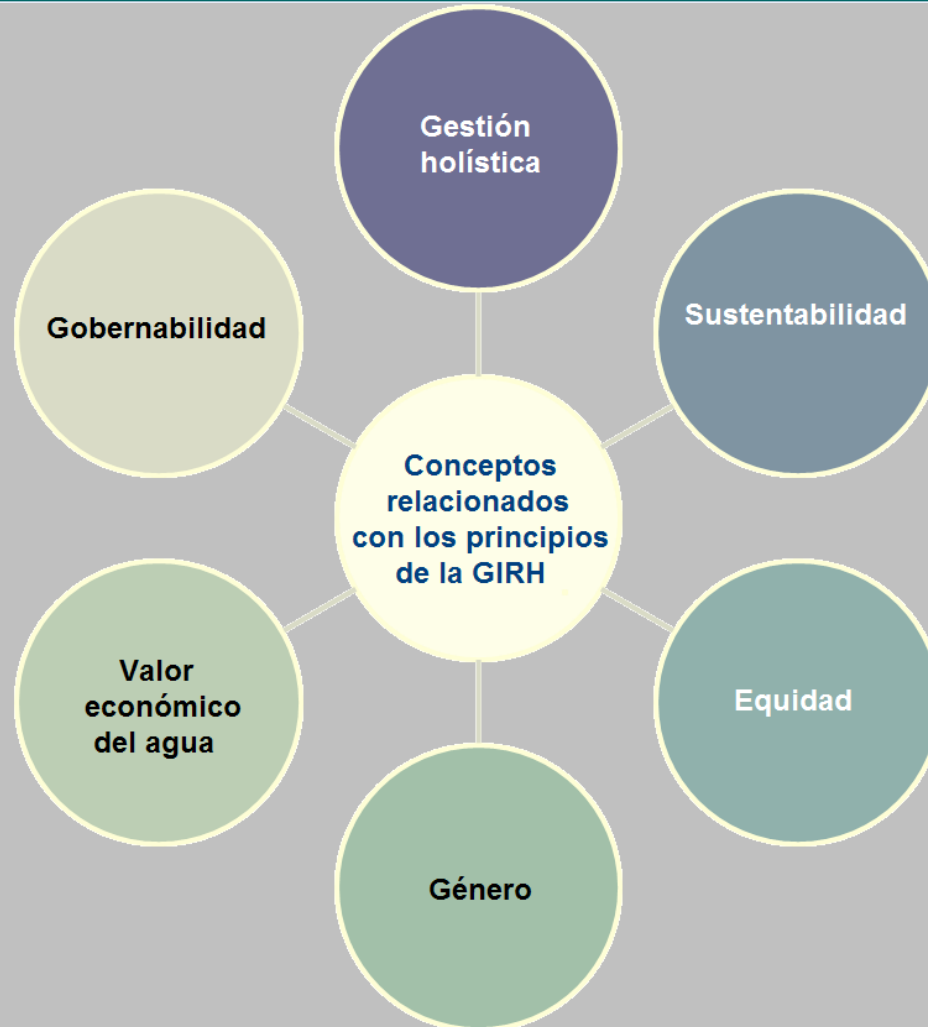 Gestión
holística
Sustentabilidad
Gobernabilidad
Conceptos
relacionados
con los principios
de la GIRH
Valor
económico
del agua
Equidad
Género